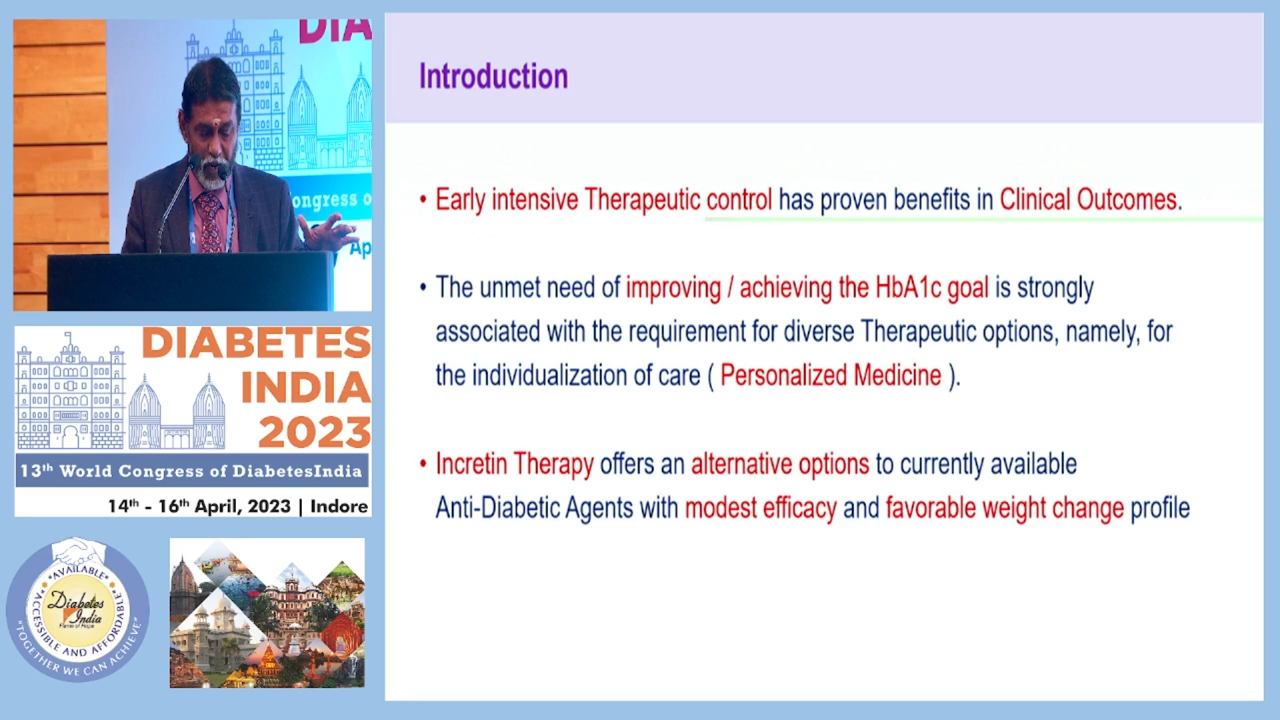 DIA
ongress o
Ap
DIABETES
INDIA
2023
13th World Congress of DiabetesIndia
14th - 16th April, 2023 | Indore
"AVAILABLE"
"ACCESSIBLE AND AFFORDABLE"
Diabetes
India
"TOGETHER WE CAN ACHIEVE"
Introduction
• Early intensive Therapeutic control has proven benefits in Clinical Outcomes.
• The unmet need of improving / achieving the HbA1c goal is strongly
associated with the requirement for diverse Therapeutic options, namely, for
the individualization of care ( Personalized Medicine ).
• Incretin Therapy offers an alternative options to currently available
Anti-Diabetic Agents with modest efficacy and favorable weight change profile